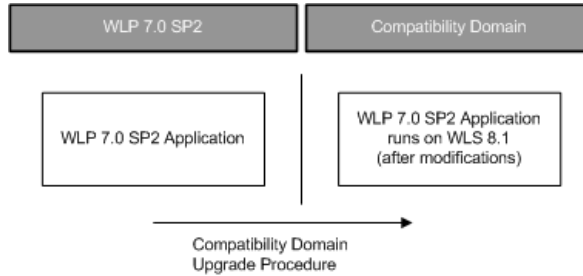 WLP 7.0 SP2
Compatibility Domain
WLP 7.0 SP2 Application
WLP 7.0 SP2 Application
runs on WLS 8.1
(after modifications)
Compatibility Domain
Upgrade Procedure